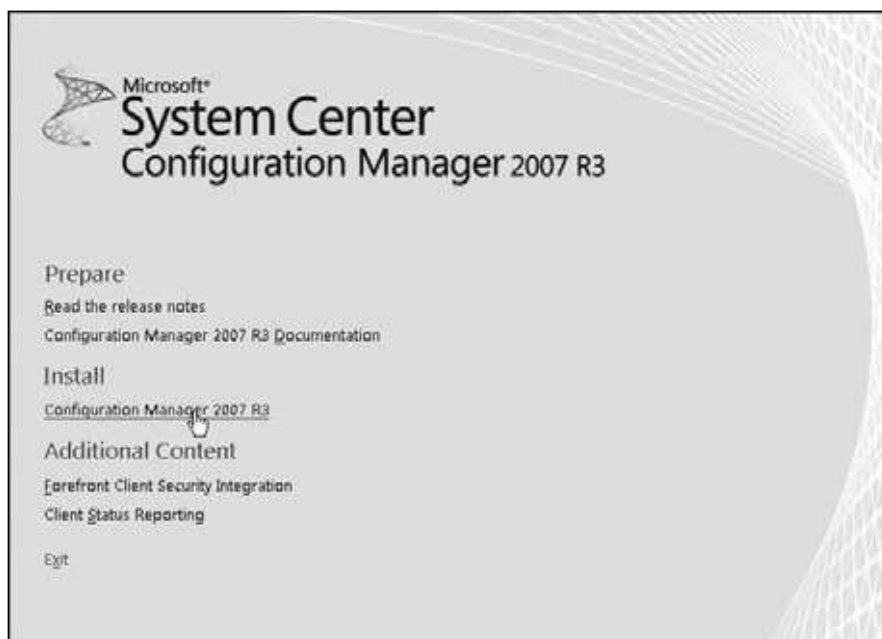 Microsoft®
System Center
Configuration Manager 2007 R3
Prepare
Read the release notes
Configuration Manager 2007 R3 Documentation
Install
Configuration Manager 2007 R3
Additional Content
Forefront Client Security Integration
Client Status Reporting
Exit